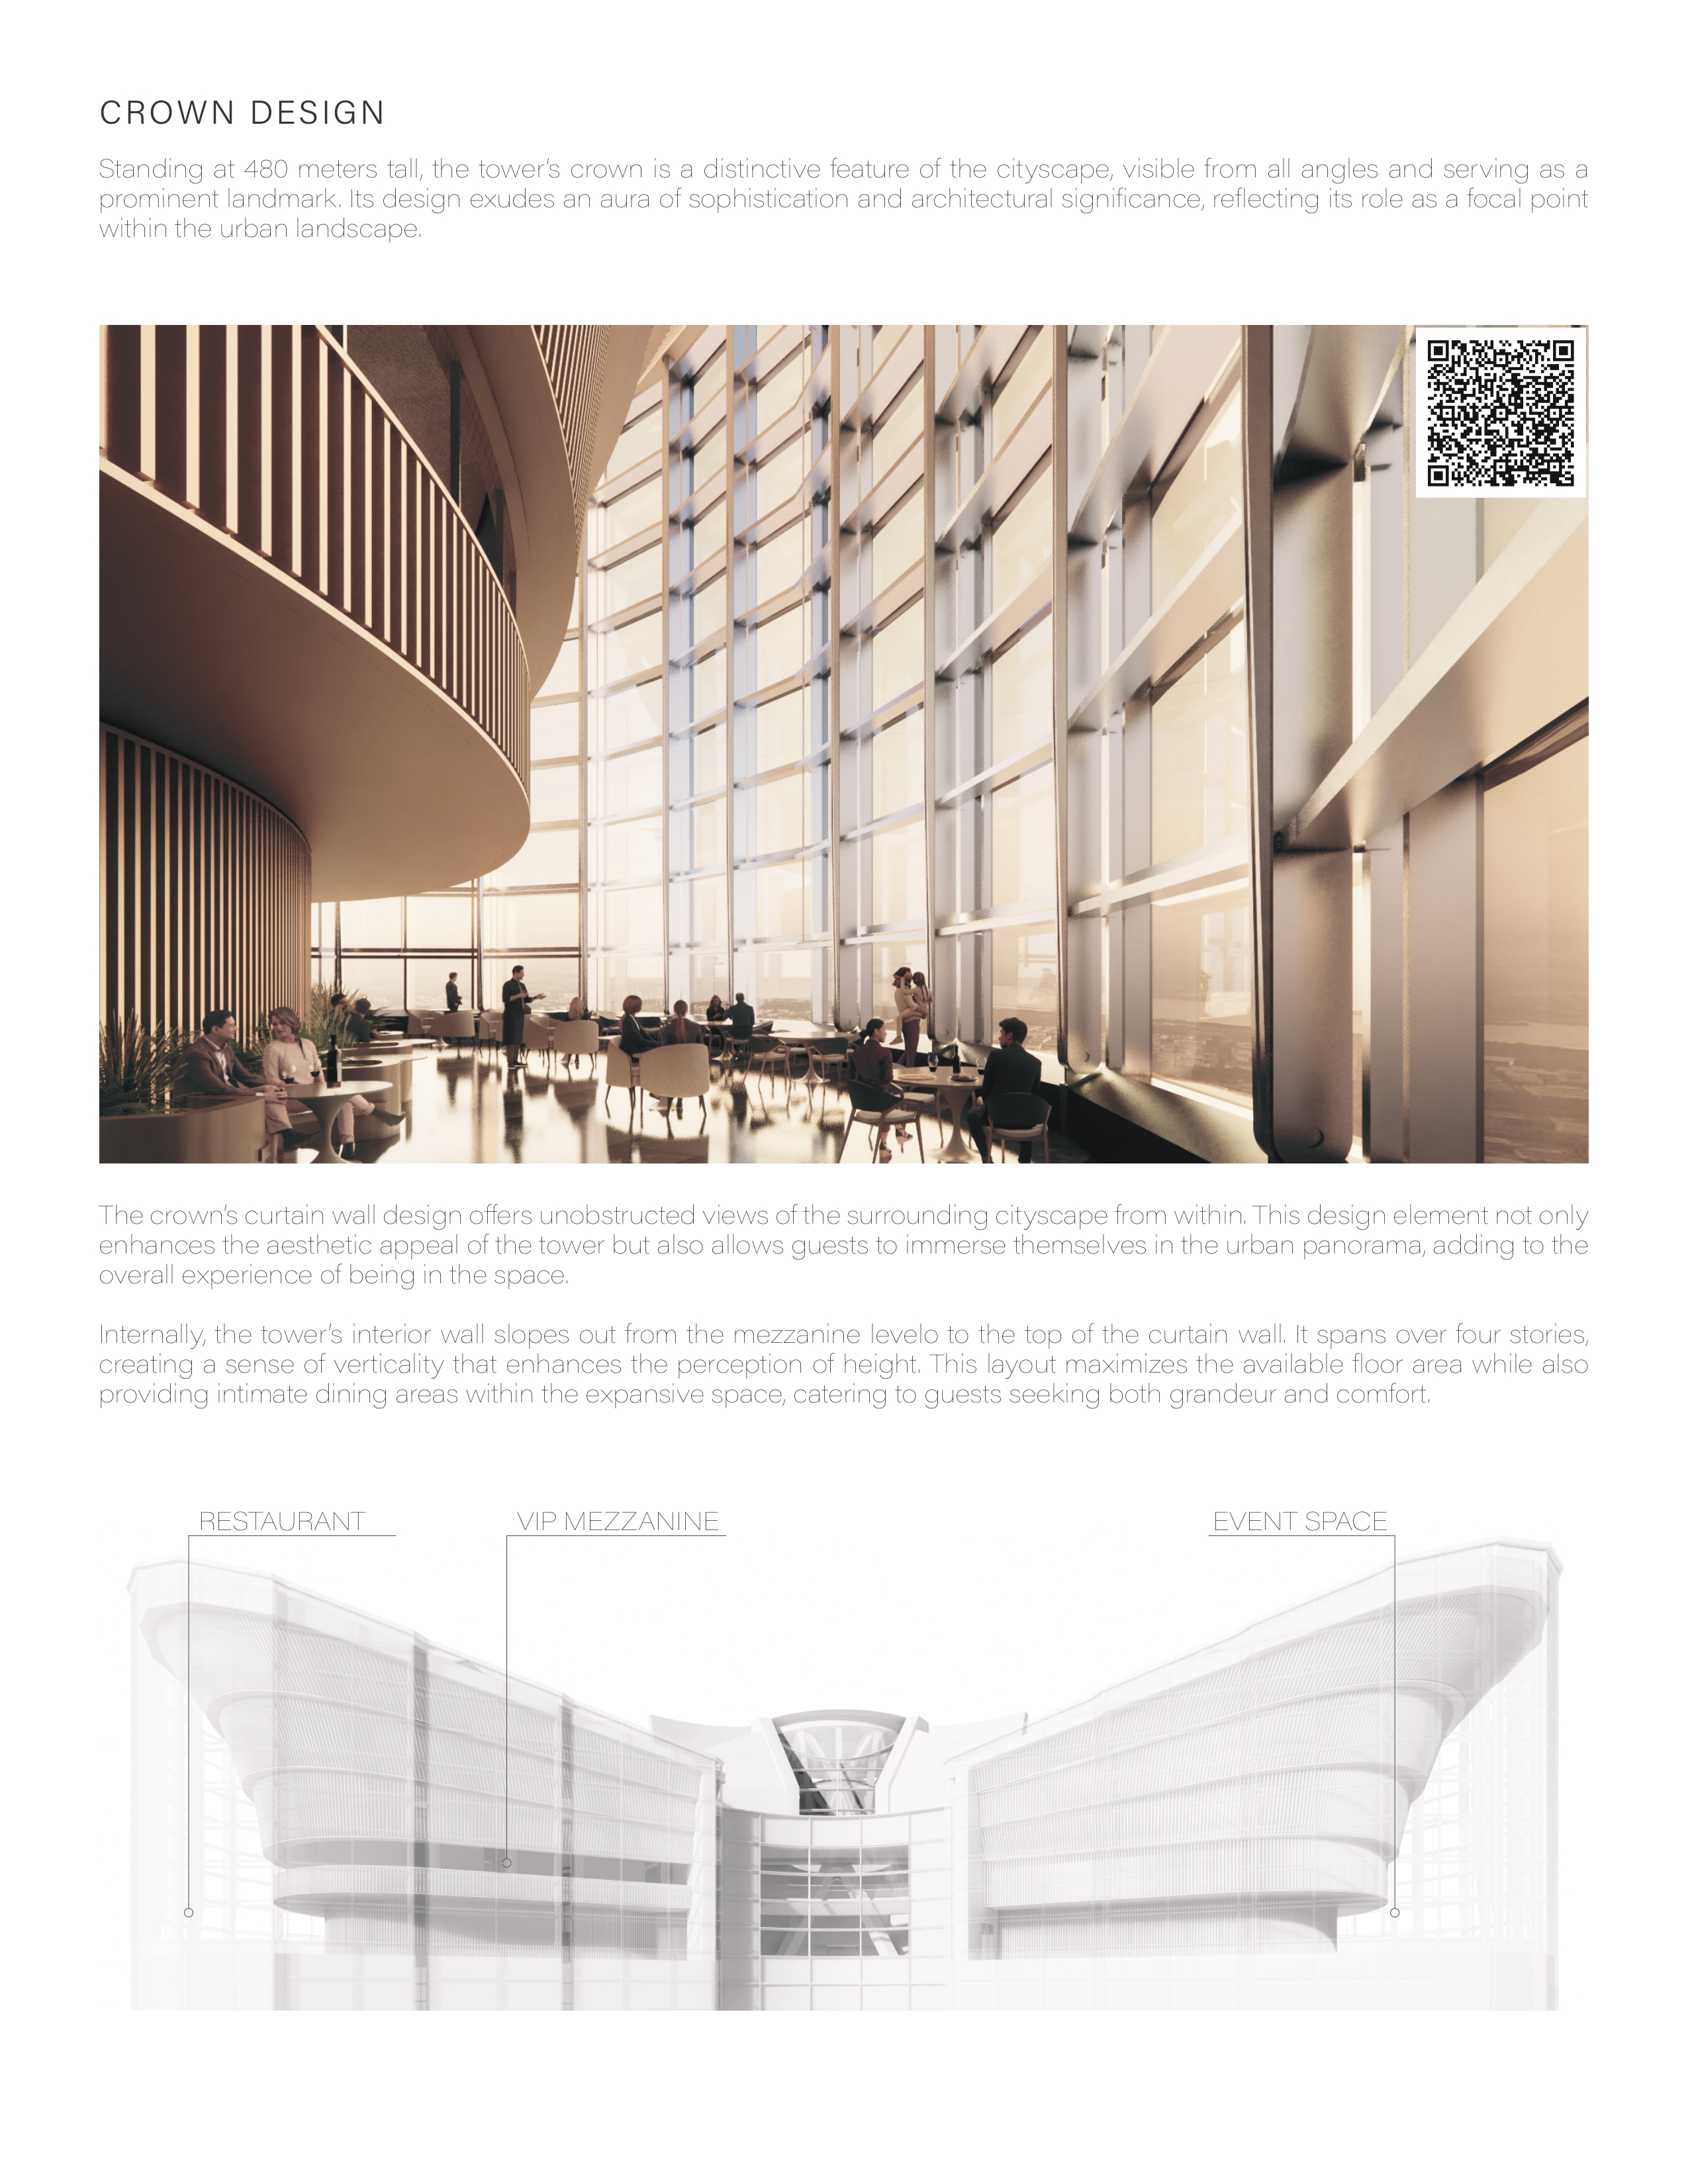 CROWN DESIGN
Standing at 480 meters tall, the tower’s crown is a distinctive feature of the cityscape, visible from all angles and serving as a
prominent landmark. Its design exudes an aura of sophistication and architectural significance, reflecting its role as a focal point
within the urban landscape.
The crown’s curtain wall design offers unobstructed views of the surrounding cityscape from within. This design element not only
enhances the aesthetic appeal of the tower but also allows guests to immerse themselves in the urban panorama, adding to the
overall experience of being in the space.
Internally, the tower’s interior wall slopes out from the mezzanine levelo to the top of the curtain wall. It spans over four stories,
creating a sense of verticality that enhances the perception of height. This layout maximizes the available floor area while also
providing intimate dining areas within the expansive space, catering to guests seeking both grandeur and comfort.
RESTAURANT
VIP MEZZANINE
EVENT SPACE